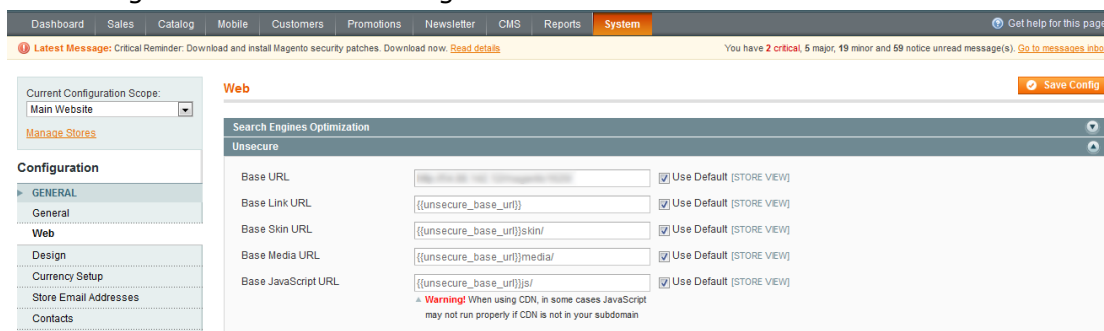 Dashboard Sales Catalog Mobile Customers Promotions Newsletter CMS Reports System Get help for this page
Latest Message: Critical Reminder: Download and install Magento security patches. Download now. Read details You have 2 critical, 5 major, 19 minor and 59 notice unread message(s). Go to messages inbo
Current Configuration Scope:
Main Website
Manage Stores
Configuration
GENERAL
General
Web
Design
Currency Setup
Store Email Addresses
Contacts
Web Save Config
Search Engines Optimization
Unsecure
Base URL Use Default [STORE VIEW]
Base Link URL {{unsecure_base_url}} Use Default [STORE VIEW]
Base Skin URL {{unsecure_base_url}}skin/ Use Default [STORE VIEW]
Base Media URL {{unsecure_base_url}}media/ Use Default [STORE VIEW]
Base JavaScript URL {{unsecure_base_url}}js/ Use Default [STORE VIEW]
Warning! When using CDN, in some cases JavaScript
may not run properly if CDN is not in your subdomain